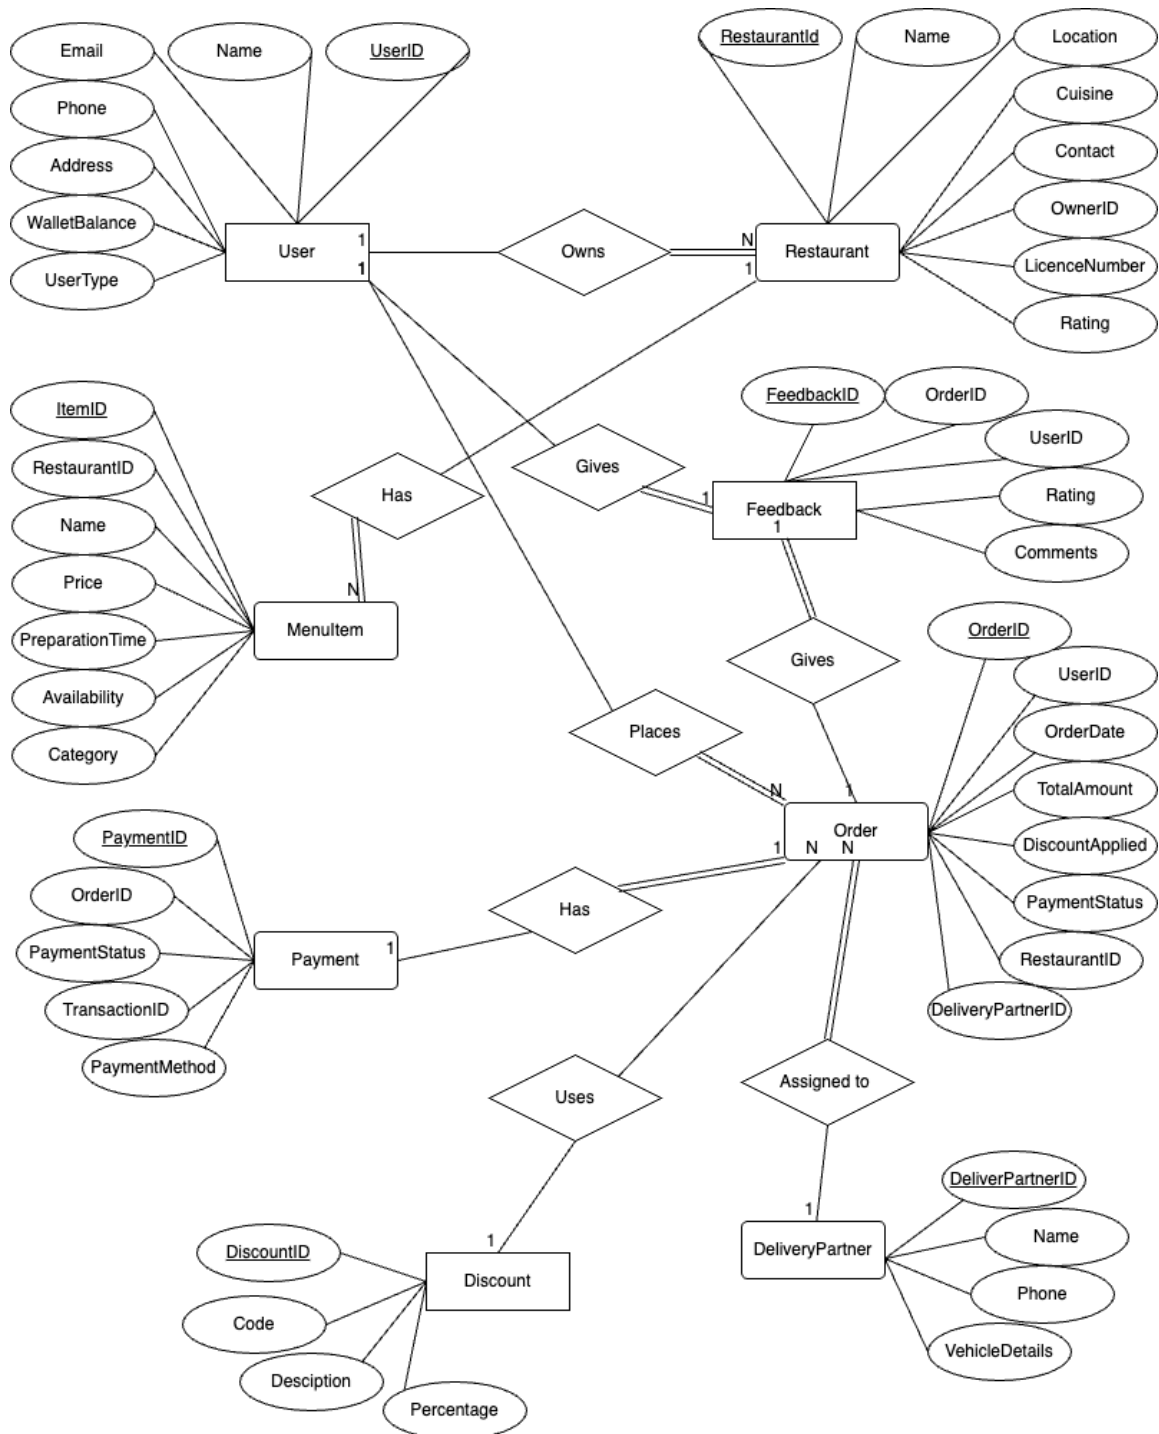 Email
Name
UserID
RestaurantId
Name
Location
Phone
Cuisine
Address
Contact
WalletBalance
OwnerID
User
1
1
Owns
N
1
Restaurant
UserType
LicenceNumber
Rating
ItemID
FeedbackID
OrderID
UserID
RestaurantID
Gives
Has
1
Rating
Name
Feedback
1
Comments
Price
N
MenuItem
PreparationTime
OrderID
Gives
UserID
Availability
Places
OrderDate
Category
N
1
TotalAmount
PaymentID
Order
1
N
N
DiscountApplied
OrderID
Has
PaymentStatus
PaymentStatus
1
Payment
RestaurantID
TransactionID
DeliveryPartnerID
PaymentMethod
Uses
Assigned to
DeliverPartnerID
1
Name
DiscountID
1
DeliveryPartner
Discount
Phone
Code
VehicleDetails
Desciption
Percentage